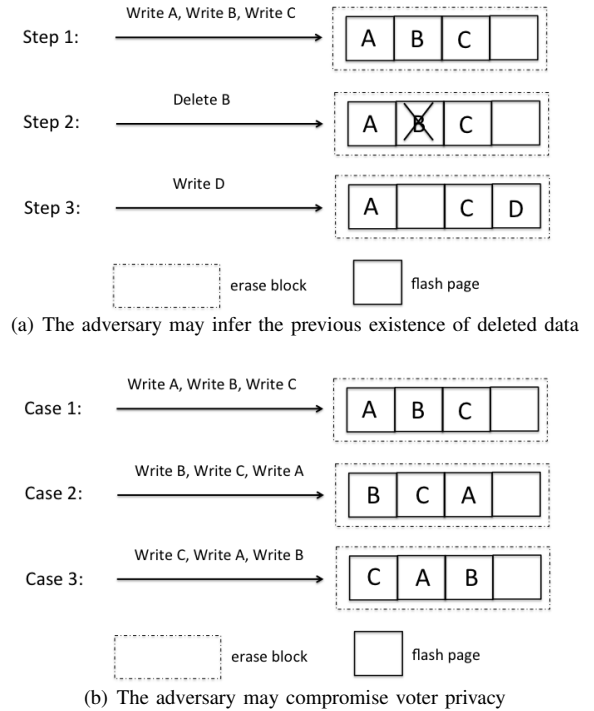 Write A, Write B, Write C
Step 1:
A B C
Delete B
Step 2:
A B C
Write D
Step 3:
A C D
erase block flash page
(a) The adversary may infer the previous existence of deleted data
Write A, Write B, Write C
Case 1:
A B C
Write B, Write C, Write A
Case 2:
B C A
Write C, Write A, Write B
Case 3:
C A B
erase block flash page
(b) The adversary may compromise voter privacy